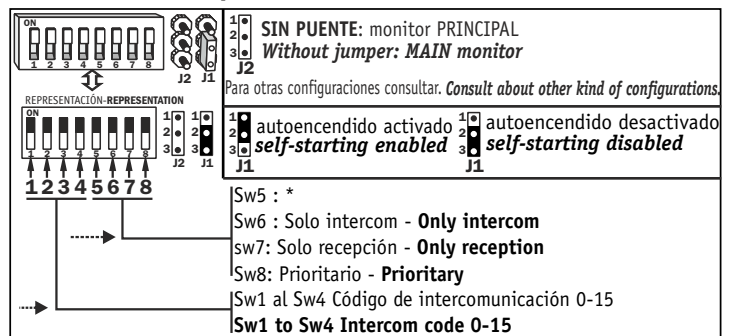 ON
1 2 3 4 5 6 7 8
J2 J1
REPRESENTACIÓN-REPRESENTATION
ON
1 2 3 4 5 6 7 8
1
2
3
J2
1
2
3
J1
12345678
1
2
3
J2
SIN PUENTE: monitor PRINCIPAL
Without jumper: MAIN monitor
Para otras configuraciones consultar. Consult about other kind of configurations.
1
2
3
J1
autoencendido activado
self-starting enabled
1
2
3
J1
autoencendido desactivado
self-starting disabled
Sw5 : *
Sw6 : Solo intercom - Only intercom
sw7: Solo recepción - Only reception
Sw8: Prioritario - Prioritary
Sw1 al Sw4 Código de intercomunicación 0-15
Sw1 to Sw4 Intercom code 0-15